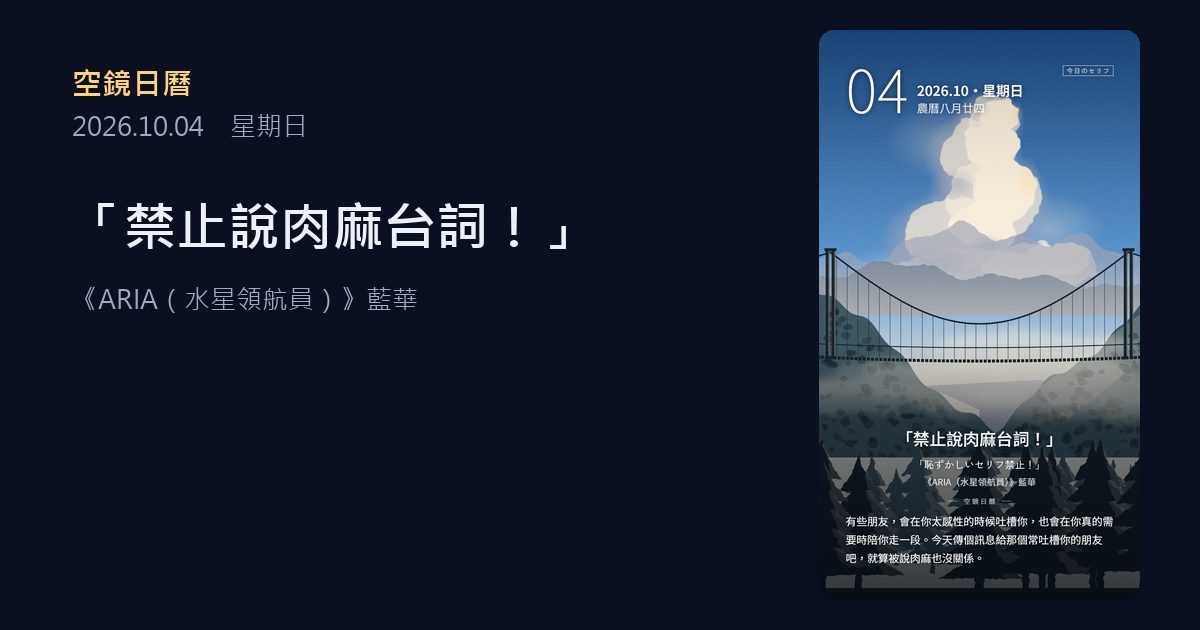 空鏡日曆
2026.10.04 星期日
「禁止說肉麻台詞！」
《ARIA（水星領航員）》藍華
今日のセリフ
04
2026.10・星期日
農曆八月廿四
「禁止說肉麻台詞！」
「恥ずかしいセリフ禁止！」
《ARIA（水星領航員）》藍華
空鏡日曆
有些朋友，會在你太感性的時候吐槽你，也會在你真的需
要時陪你走一段。今天傳個訊息給那個常吐槽你的朋友
吧，就算被說肉麻也沒關係。